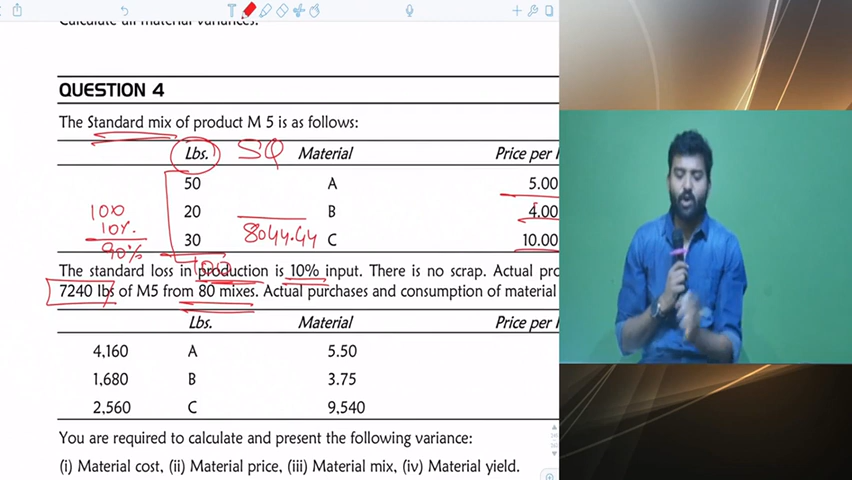 Calculate all material variances.
QUESTION 4
The Standard mix of product M 5 is as follows:
Lbs. SQ Material Price per
50 A 5.00
20 B 4.00
30 8044.44 C 10.00
100
10%
90%
100
The standard loss in production is 10% input. There is no scrap. Actual pro
7240 lbs of M5 from 80 mixes. Actual purchases and consumption of material
Lbs. Material Price per
4,160 A 5.50
1,680 B 3.75
2,560 C 9,540
You are required to calculate and present the following variance:
(i) Material cost, (ii) Material price, (iii) Material mix, (iv) Material yield.